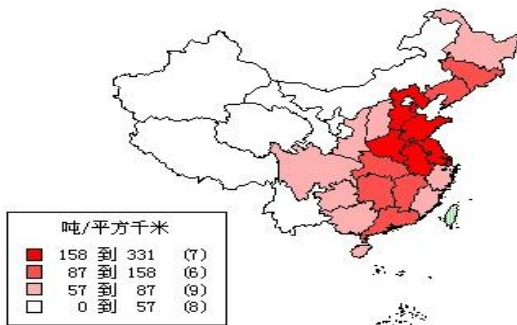 吨/平方千米
158 到 331 (7)
87 到 158 (6)
57 到 87 (9)
0 到 57 (8)